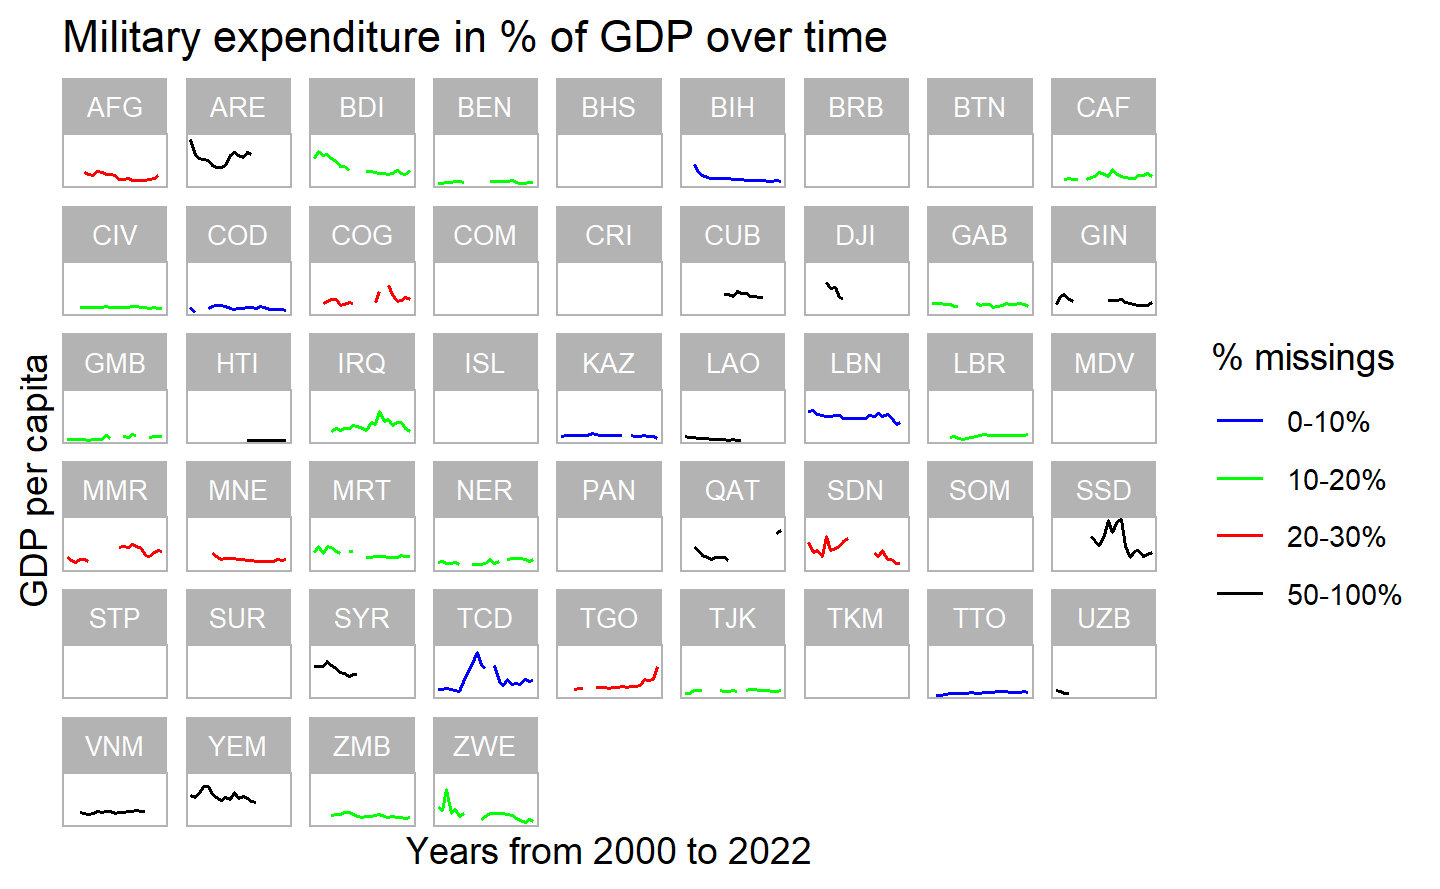 Military expenditure in % of GDP over time
AFG ARE BDI BEN BHS BIH BRB BTN CAF
CIV COD COG COM CRI CUB DJI GAB GIN
GMB HTI IRQ ISL KAZ LAO LBN LBR MDV
MMR MNE MRT NER PAN QAT SDN SOM SSD
STP SUR SYR TCD TGO TJK TKM TTO UZB
VNM YEM ZMB ZWE
GDP per capita
Years from 2000 to 2022
% missings
0-10%
10-20%
20-30%
50-100%